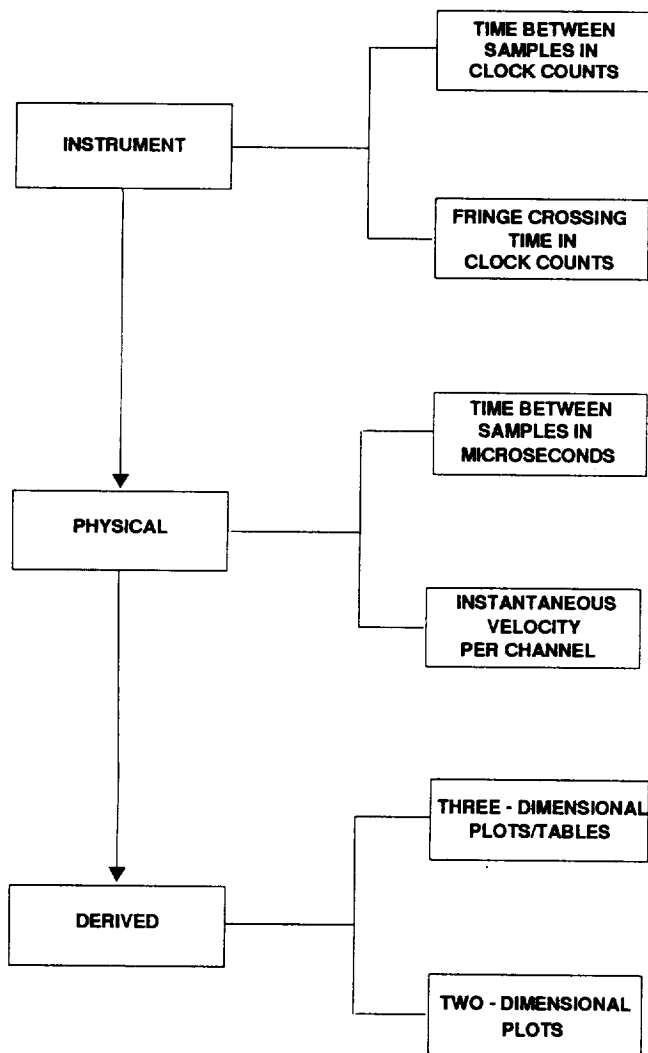 TIME BETWEEN
SAMPLES IN
CLOCK COUNTS
INSTRUMENT
FRINGE CROSSING
TIME IN
CLOCK COUNTS
TIME BETWEEN
SAMPLES IN
MICROSECONDS
PHYSICAL
INSTANTANEOUS
VELOCITY
PER CHANNEL
THREE - DIMENSIONAL
PLOTS/TABLES
DERIVED
TWO - DIMENSIONAL
PLOTS